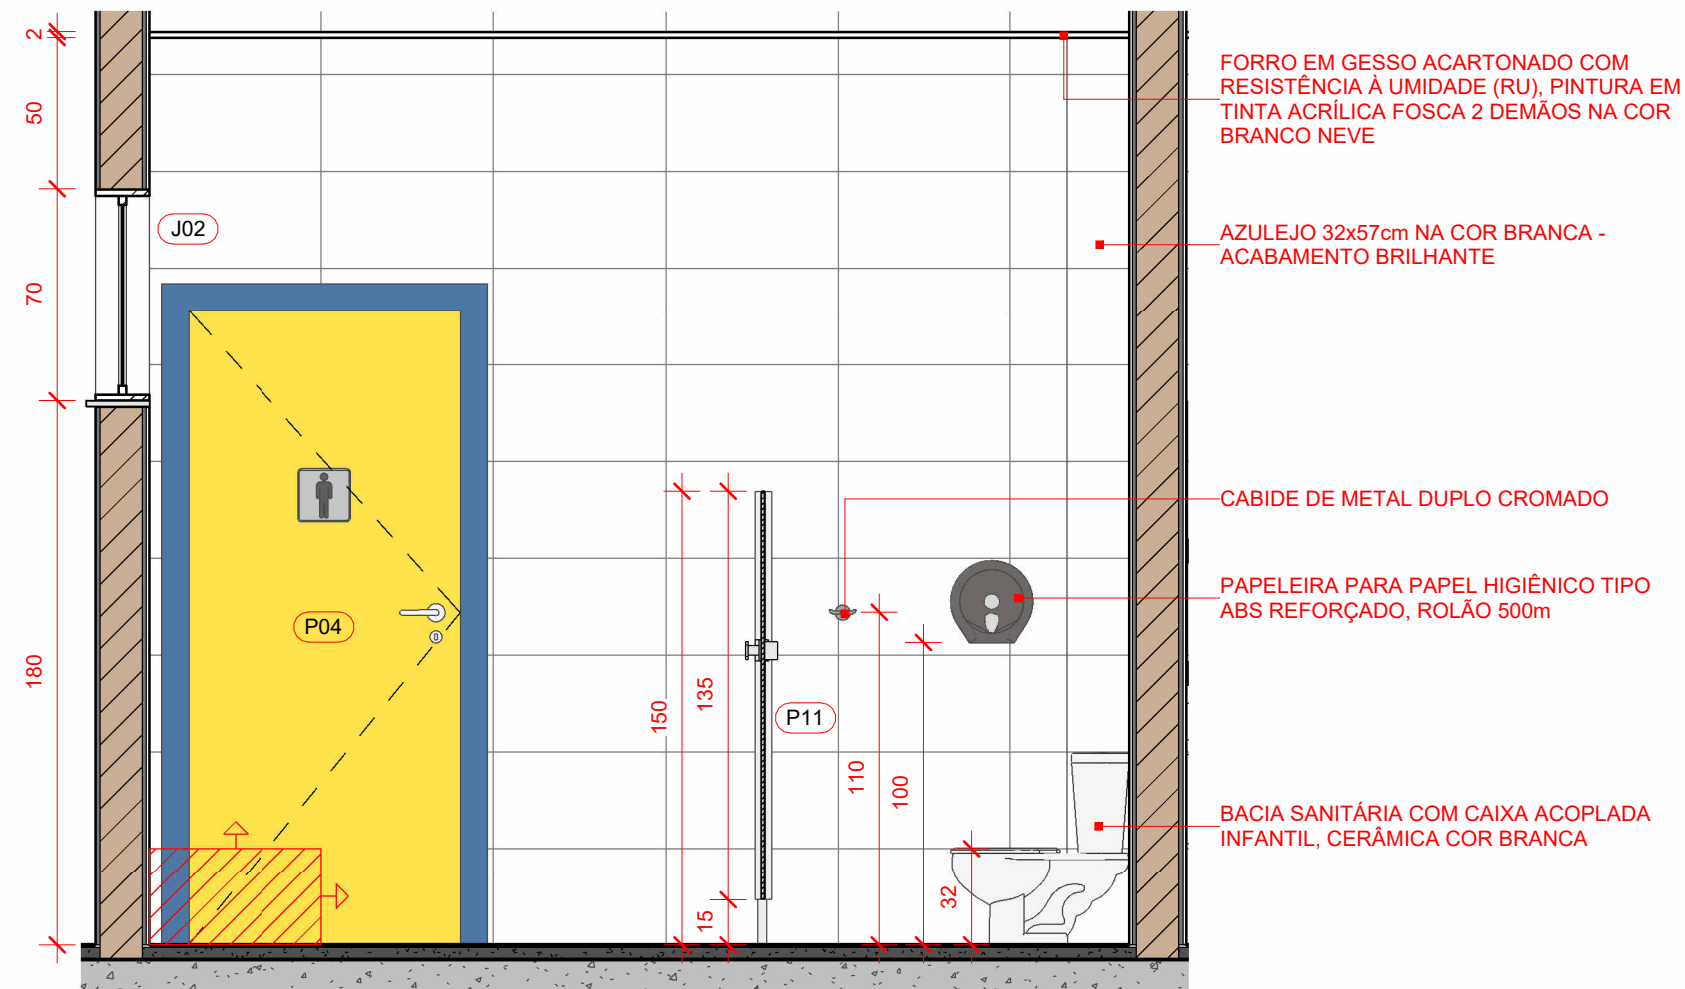 2
50
70
180
J02
P04
150
135
15
P11
110
100
32
FORRO EM GESSO ACARTONADO COM
RESISTÊNCIA À UMIDADE (RU), PINTURA EM
TINTA ACRÍLICA FOSCA 2 DEMÃOS NA COR
BRANCO NEVE
AZULEJO 32x57cm NA COR BRANCA -
ACABAMENTO BRILHANTE
CABIDE DE METAL DUPLO CROMADO
PAPELEIRA PARA PAPEL HIGIÊNICO TIPO
ABS REFORÇADO, ROLÃO 500m
BACIA SANITÁRIA COM CAIXA ACOPLADA
INFANTIL, CERÂMICA COR BRANCA